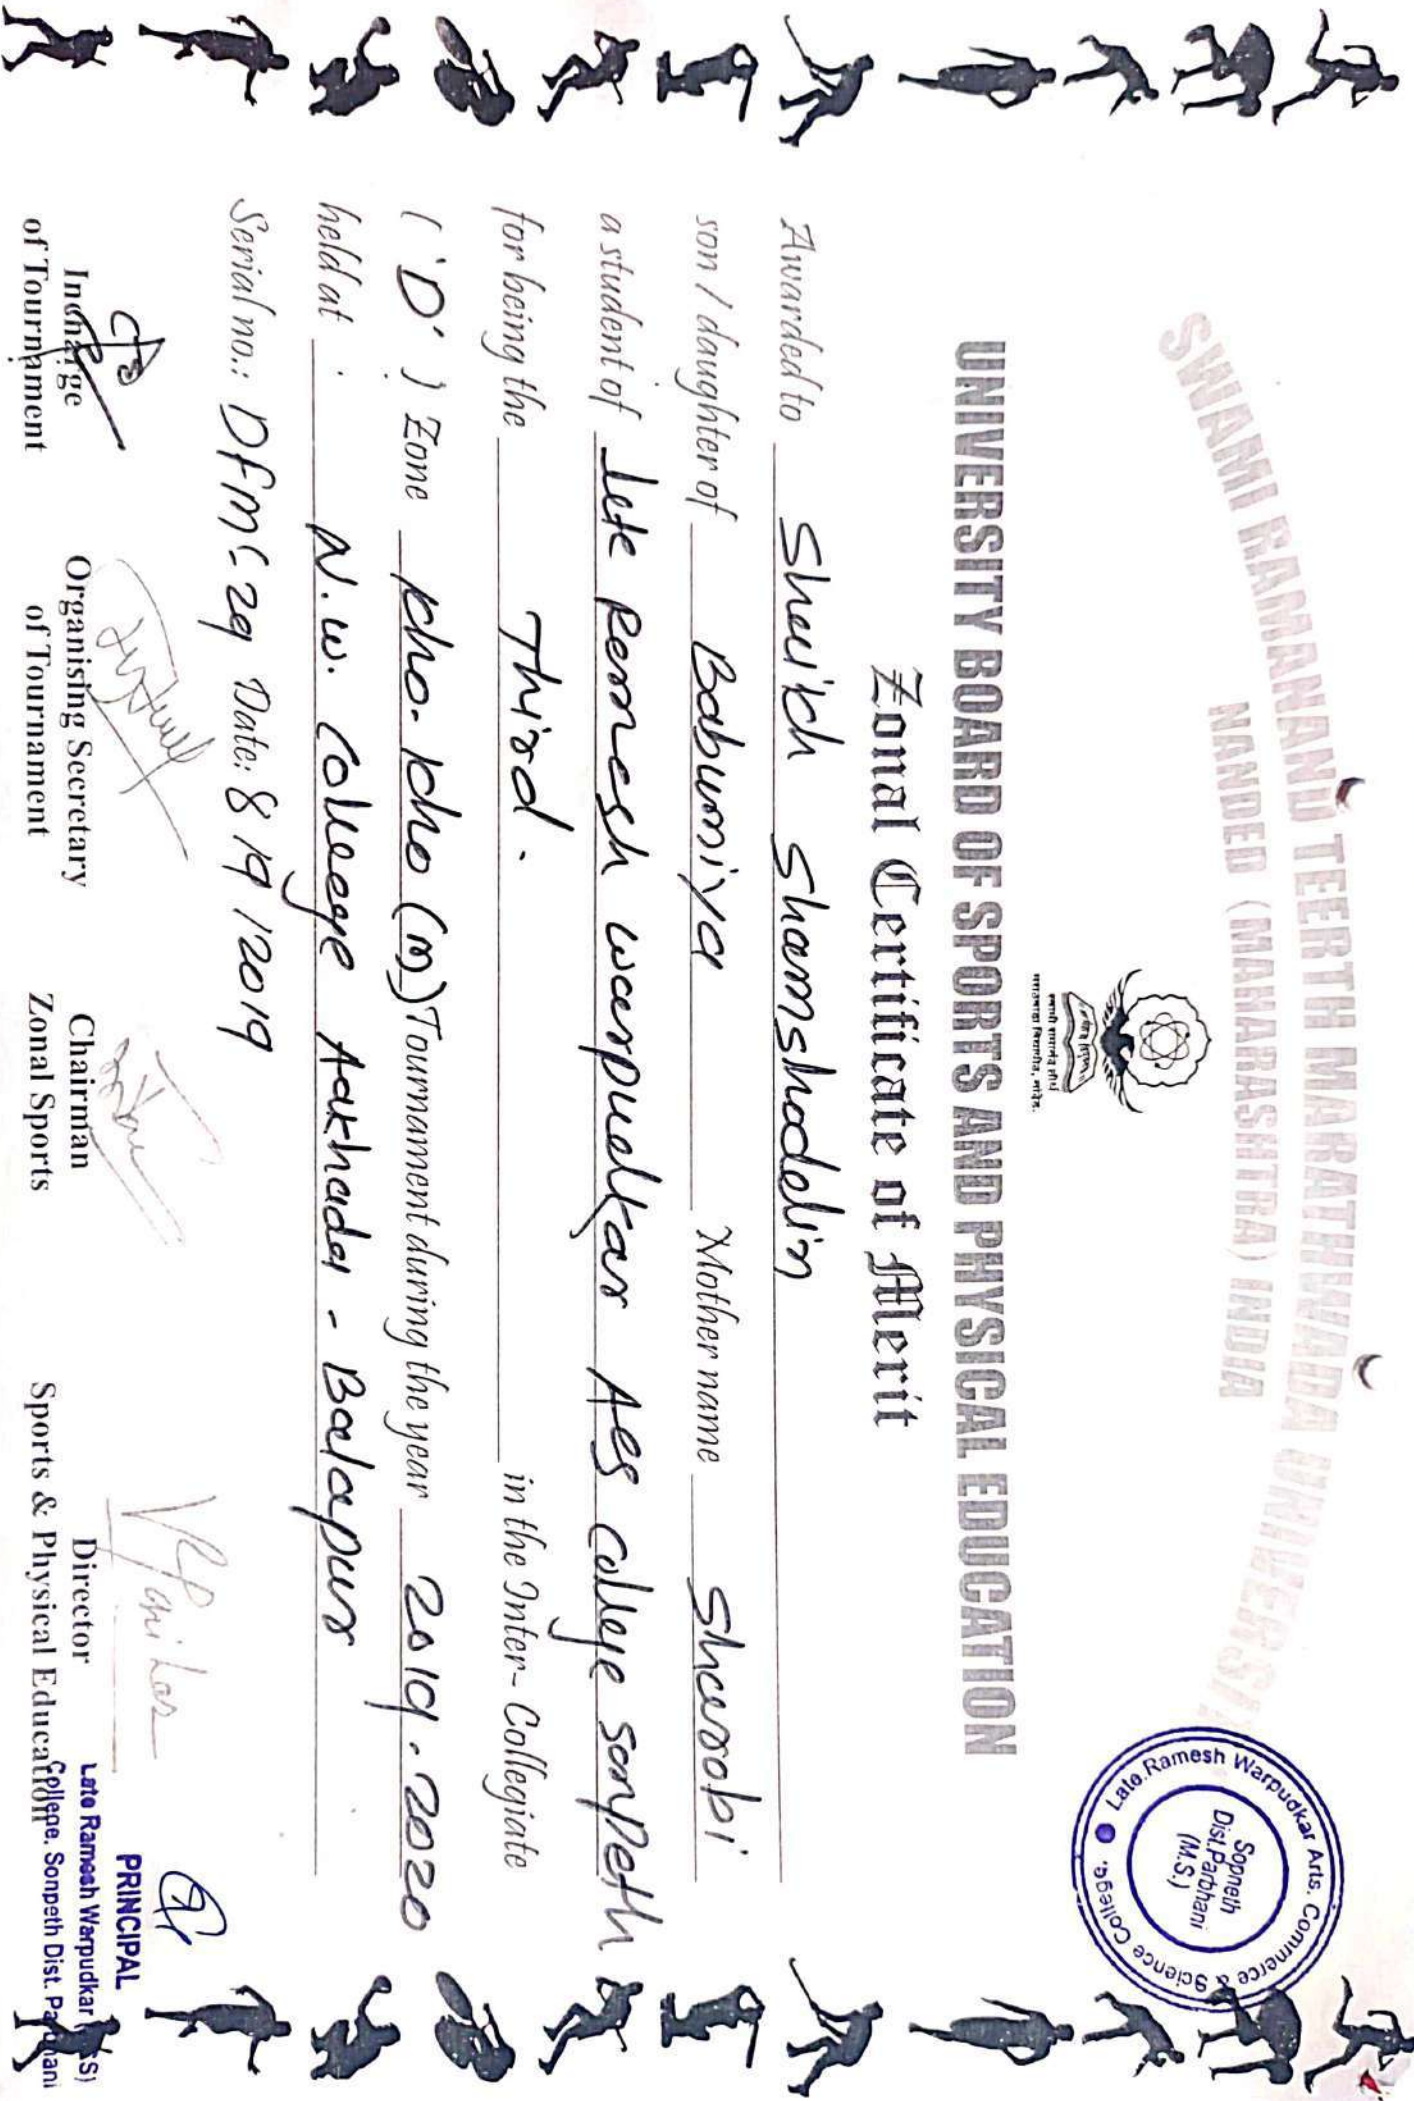 SWAMI RAMANAND TEERTH MARATHWADA UNIVERSITY
NANDED (MAHARASHTRA) INDIA
UNIVERSITY BOARD OF SPORTS AND PHYSICAL EDUCATION
Zonal Certificate of Merit
Awarded to Sheikh Shamshoddin
son / daughter of Babumiya Mother name Sharobi
a student of Late Ramesh Warpudkar ACS college sonpeth
for being the Third. in the Inter-Collegiate
('D') Zone kho-kho (m) Tournament during the year 2019-2020
held at N.W. College Aakhada - Balapur
Serial no.: DFMC29 Date: 8/9/2019
Incharge
of Tournament
Organising Secretary
of Tournament
Chairman
Zonal Sports
Director
Sports & Physical Education
PRINCIPAL
Late Ramesh Warpudkar
College. Sonpeth Dist. Parbhani
Late.Ramesh Warpudkar Arts, Commerce & Science College,
Sonpeth
Dist.Parbhani
(M.S.)